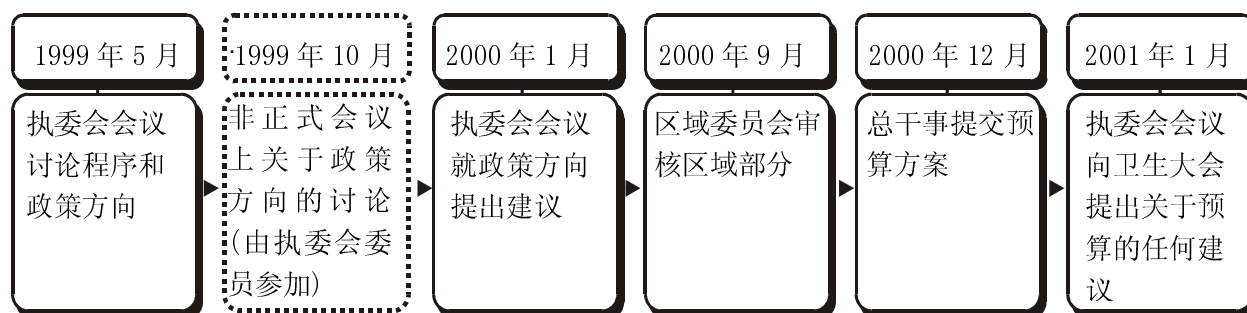 1999 年 5 月
执委会会议
讨论程序和
政策方向
1999 年 10 月
非正式会议
上关于政策
方向的讨论
(由执委会委
员参加)
2000 年 1 月
执委会会议
就政策方向
提出建议
2000 年 9 月
区域委员会审
核区域部分
2000 年 12 月
总干事提交预
算方案
2001 年 1 月
执委会会议
向卫生大会
提出关于预
算的任何建
议